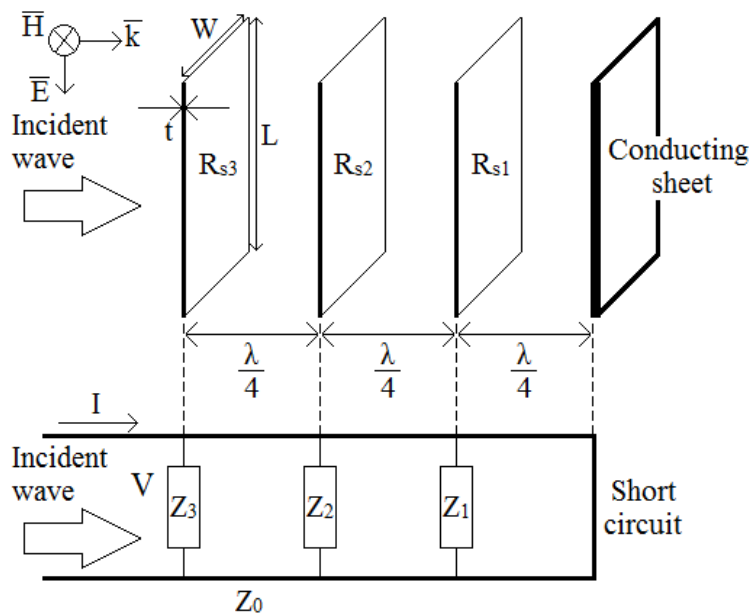 H̅
k̅
E̅
W
t
L
Incident
wave
Rs3
Rs2
Rs1
Conducting
sheet
λ/4
λ/4
λ/4
I
Incident
wave
V
Z3
Z2
Z1
Short
circuit
Z0